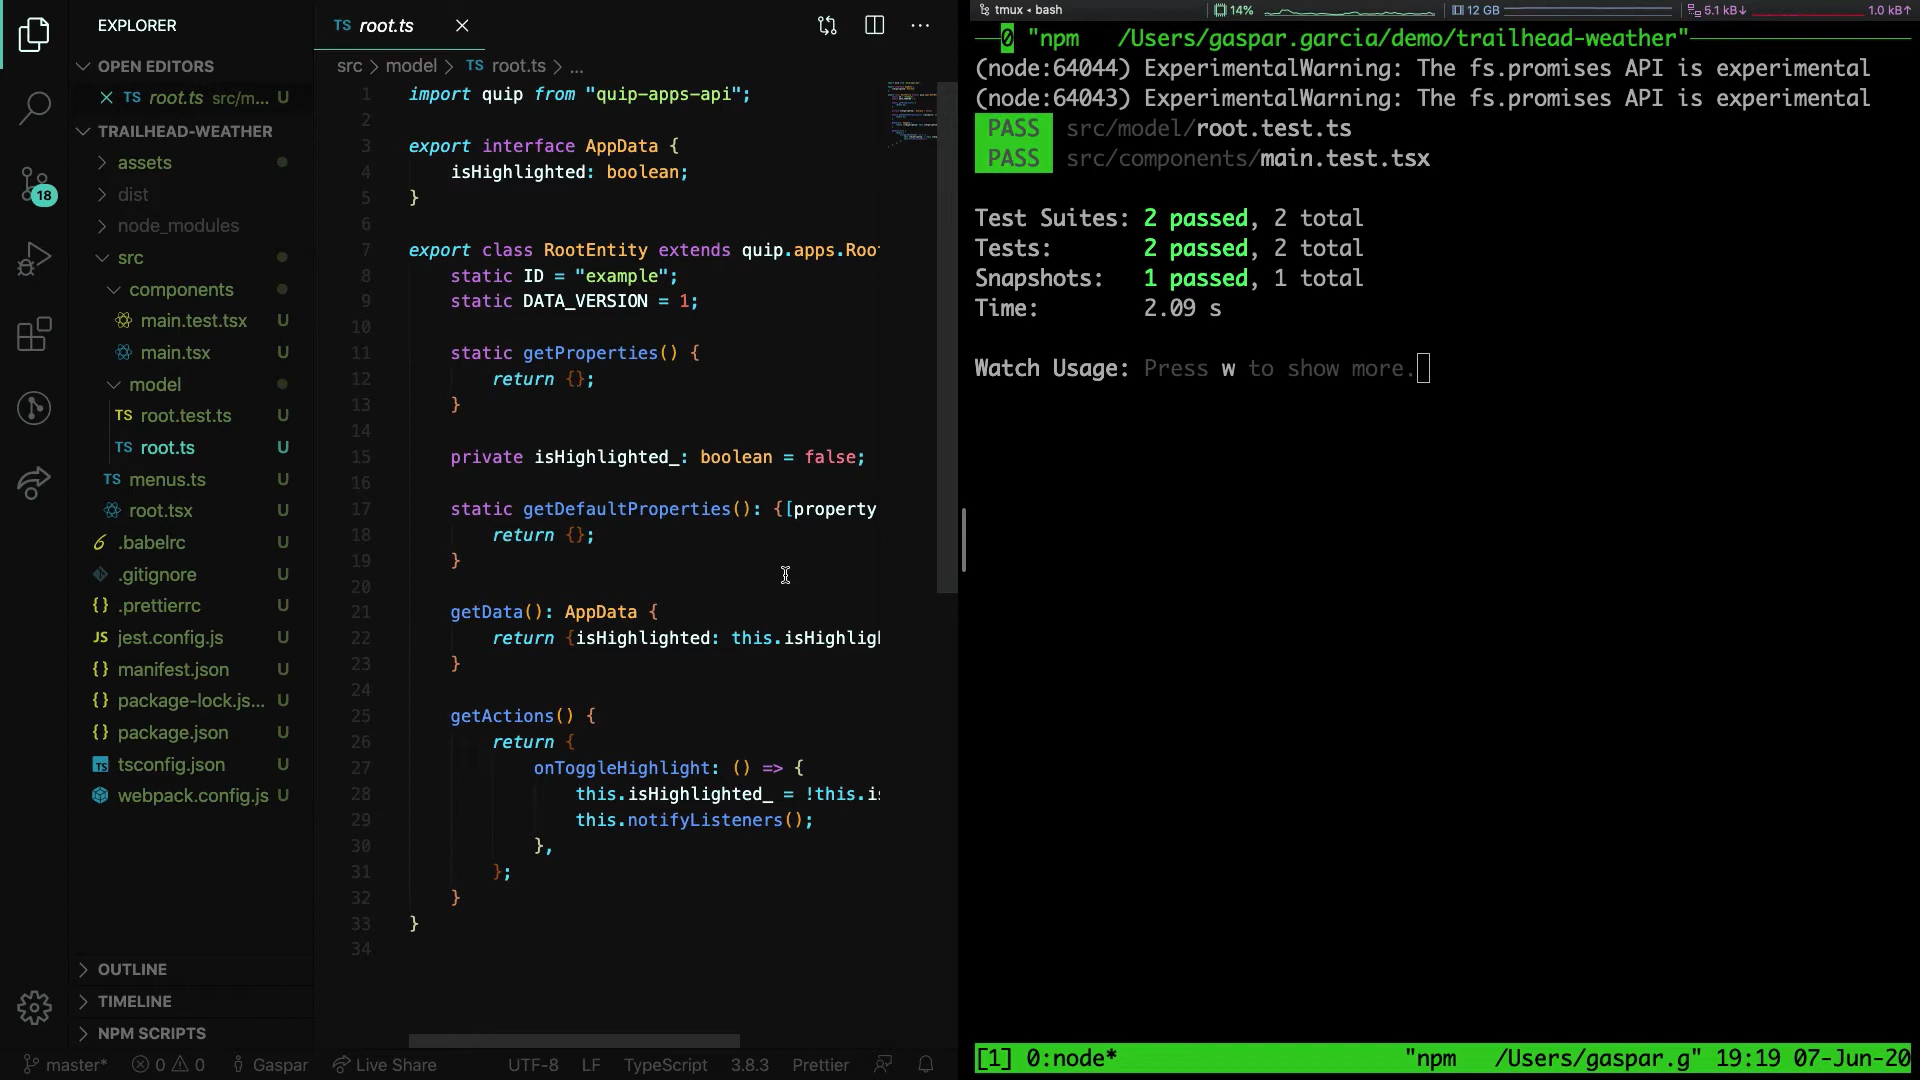 EXPLORER
OPEN EDITORS
TS root.ts src/m... U
TRAILHEAD-WEATHER
assets
dist
node_modules
src
components
main.test.tsx U
main.tsx U
model
TS root.test.ts U
TS root.ts U
TS menus.ts U
root.tsx U
.babelrc U
.gitignore U
{} .prettierrc U
JS jest.config.js U
{} manifest.json U
{} package-lock.js... U
{} package.json U
TS tsconfig.json U
webpack.config.js U
OUTLINE
TIMELINE
NPM SCRIPTS
18
TS root.ts
src > model > TS root.ts > ...
1 import quip from "quip-apps-api";
2
3 export interface AppData {
4 isHighlighted: boolean;
5 }
6
7 export class RootEntity extends quip.apps.Roo
8 static ID = "example";
9 static DATA_VERSION = 1;
10
11 static getProperties() {
12 return {};
13 }
14
15 private isHighlighted_: boolean = false;
16
17 static getDefaultProperties(): {[property
18 return {};
19 }
20
21 getData(): AppData {
22 return {isHighlighted: this.isHighligh
23 }
24
25 getActions() {
26 return {
27 onToggleHighlight: () => {
28 this.isHighlighted_ = !this.is
29 this.notifyListeners();
30 },
31 };
32 }
33 }
34
master* 0 0 Gaspar Live Share UTF-8 LF TypeScript 3.8.3 Prettier
tmux • bash 14% 12 GB 5.1 kB↓ 1.0 kB↑
0 "npm /Users/gaspar.garcia/demo/trailhead-weather"
(node:64044) ExperimentalWarning: The fs.promises API is experimental
(node:64043) ExperimentalWarning: The fs.promises API is experimental
PASS src/model/root.test.ts
PASS src/components/main.test.tsx
Test Suites: 2 passed, 2 total
Tests: 2 passed, 2 total
Snapshots: 1 passed, 1 total
Time: 2.09 s
Watch Usage: Press w to show more.
[1] 0:node* "npm /Users/gaspar.g" 19:19 07-Jun-20